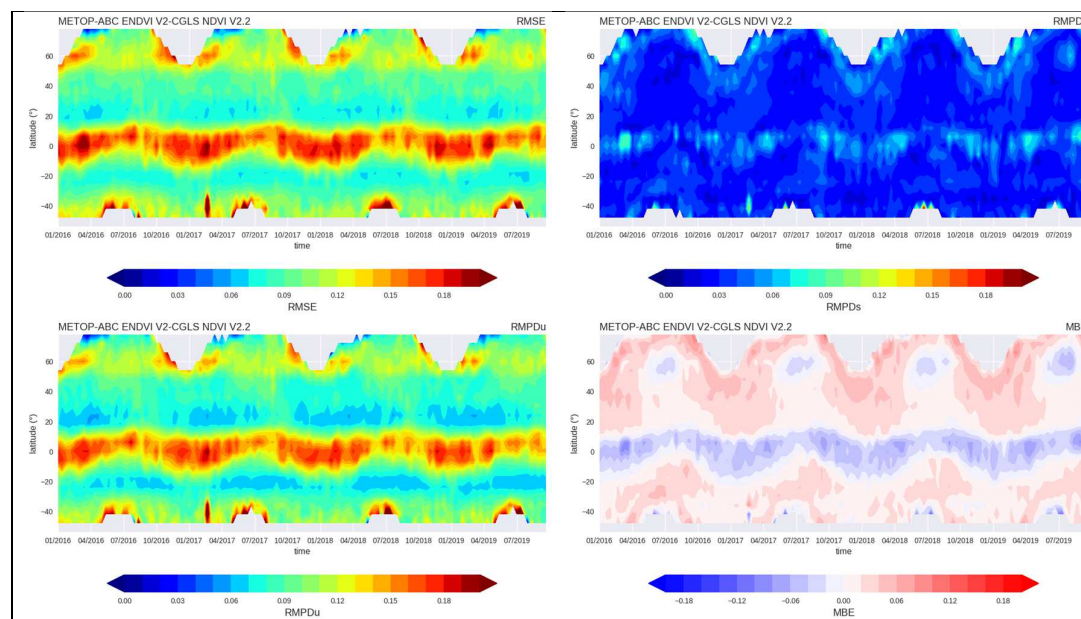 METOP-ABC ENDVI V2-CGLS NDVI V2.2 RMSE
60
40
20
0
−20
−40
latitude (°)
01/2016 04/2016 07/2016 10/2016 01/2017 04/2017 07/2017 10/2017 01/2018 04/2018 07/2018 10/2018 01/2019 04/2019 07/2019
time
0.00 0.03 0.06 0.09 0.12 0.15 0.18
RMSE
METOP-ABC ENDVI V2-CGLS NDVI V2.2 RMPD
60
40
20
0
−20
−40
latitude (°)
01/2016 04/2016 07/2016 10/2016 01/2017 04/2017 07/2017 10/2017 01/2018 04/2018 07/2018 10/2018 01/2019 04/2019 07/2019
time
0.00 0.03 0.06 0.09 0.12 0.15 0.18
RMPDs
METOP-ABC ENDVI V2-CGLS NDVI V2.2 RMPDu
60
40
20
0
−20
−40
latitude (°)
01/2016 04/2016 07/2016 10/2016 01/2017 04/2017 07/2017 10/2017 01/2018 04/2018 07/2018 10/2018 01/2019 04/2019 07/2019
time
0.00 0.03 0.06 0.09 0.12 0.15 0.18
RMPDu
METOP-ABC ENDVI V2-CGLS NDVI V2.2 MB
60
40
20
0
−20
−40
latitude (°)
01/2016 04/2016 07/2016 10/2016 01/2017 04/2017 07/2017 10/2017 01/2018 04/2018 07/2018 10/2018 01/2019 04/2019 07/2019
time
−0.18 −0.12 −0.06 0.00 0.06 0.12 0.18
MBE